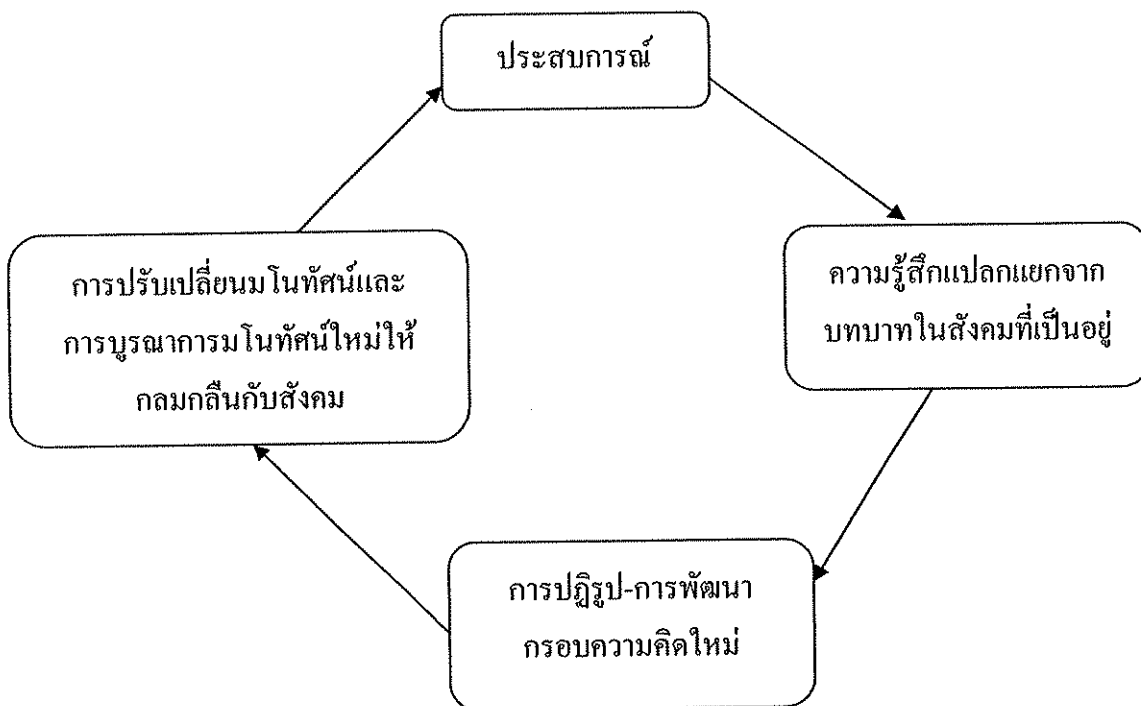 ประสบการณ์
ความรู้สึกแปลกแยกจาก
บทบาทในสังคมที่เป็นอยู่
การปฏิรูป-การพัฒนา
กรอบความคิดใหม่
การปรับเปลี่ยนมโนทัศน์และ
การบูรณาการมโนทัศน์ใหม่ให้
กลมกลืนกับสังคม